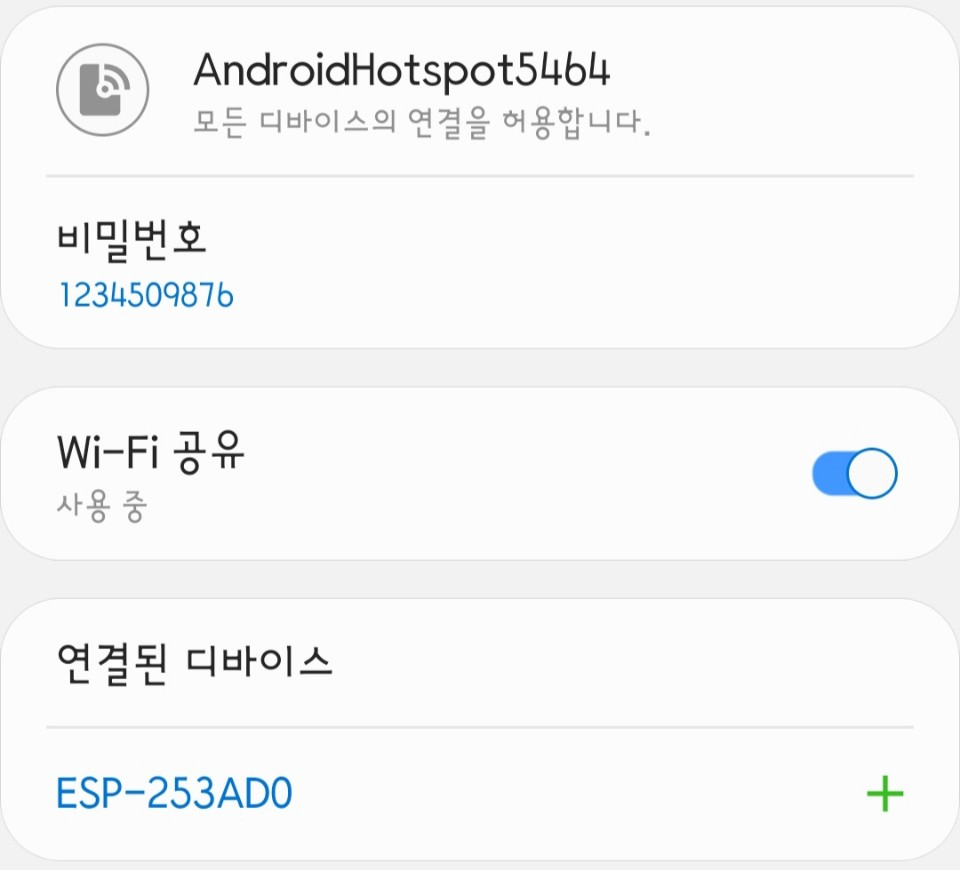 AndroidHotspot5464
모든 디바이스의 연결을 허용합니다.
비밀번호
1234509876
Wi-Fi 공유
사용 중
연결된 디바이스
ESP-253AD0